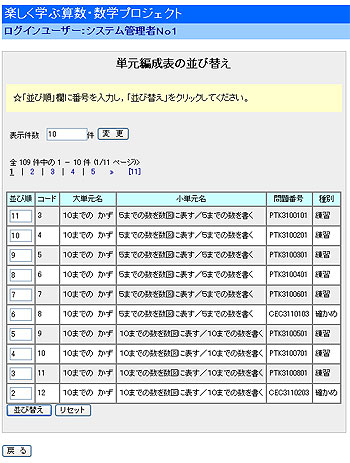 楽しく学ぶ算数・数学プロジェクト
ログインユーザー：システム管理者No1
単元編成表の並び替え
☆「並び順」欄に番号を入力し、「並び替え」をクリックしてください。
表示件数 10 件 変 更
全 109 件中の 1 - 10 件 (1/11 ページ)
1 | 2 | 3 | 4 | 5 » [11]
並び順 コード 大単元名 小単元名 問題番号 種別
11 3 10までの かず 5までの数を数図に表す／5までの数を書く PTK3100101 練習
10 4 10までの かず 5までの数を数図に表す／5までの数を書く PTK3100201 練習
9 5 10までの かず 5までの数を数図に表す／5までの数を書く PTK3100301 練習
8 6 10までの かず 5までの数を数図に表す／5までの数を書く PTK3100401 練習
7 7 10までの かず 5までの数を数図に表す／5までの数を書く PTK3100601 練習
6 8 10までの かず 5までの数を数図に表す／5までの数を書く CEC3110103 確かめ
5 9 10までの かず 10までの数を数図に表す／10までの数を書く PTK3100501 練習
4 10 10までの かず 10までの数を数図に表す／10までの数を書く PTK3100701 練習
3 11 10までの かず 10までの数を数図に表す／10までの数を書く PTK3100801 練習
2 12 10までの かず 10までの数を数図に表す／10までの数を書く CEC3110203 確かめ
並び替え リセット
戻 る